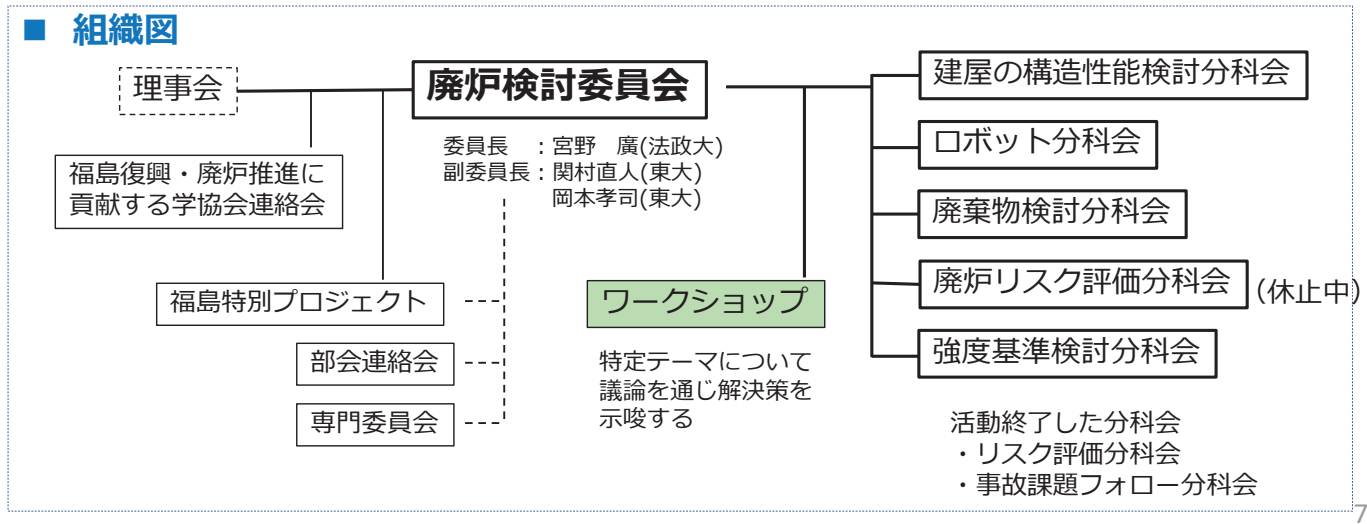 ■ 組織図
理事会
廃炉検討委員会
委員長　：宮野　廣(法政大)
副委員長：関村直人(東大)
岡本孝司(東大)
福島復興・廃炉推進に
貢献する学協会連絡会
福島特別プロジェクト
部会連絡会
専門委員会
ワークショップ
特定テーマについて
議論を通じ解決策を
示唆する
建屋の構造性能検討分科会
ロボット分科会
廃棄物検討分科会
廃炉リスク評価分科会 (休止中)
強度基準検討分科会
活動終了した分科会
・リスク評価分科会
・事故課題フォロー分科会
7